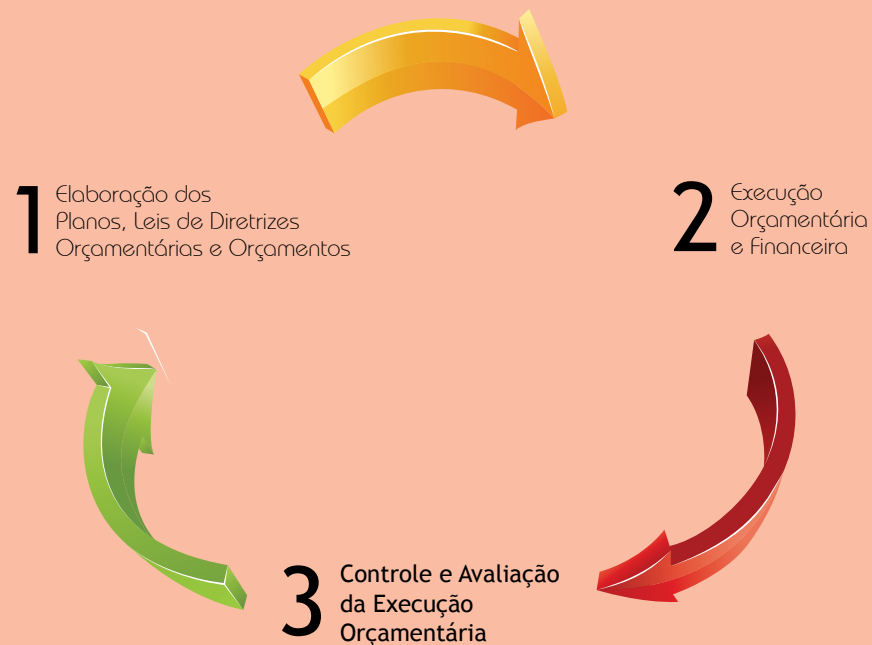 1 Elaboração dos
Planos, Leis de Diretrizes
Orçamentárias e Orçamentos
2 Execução
Orçamentária
e Financeira
3 Controle e Avaliação
da Execução
Orçamentária